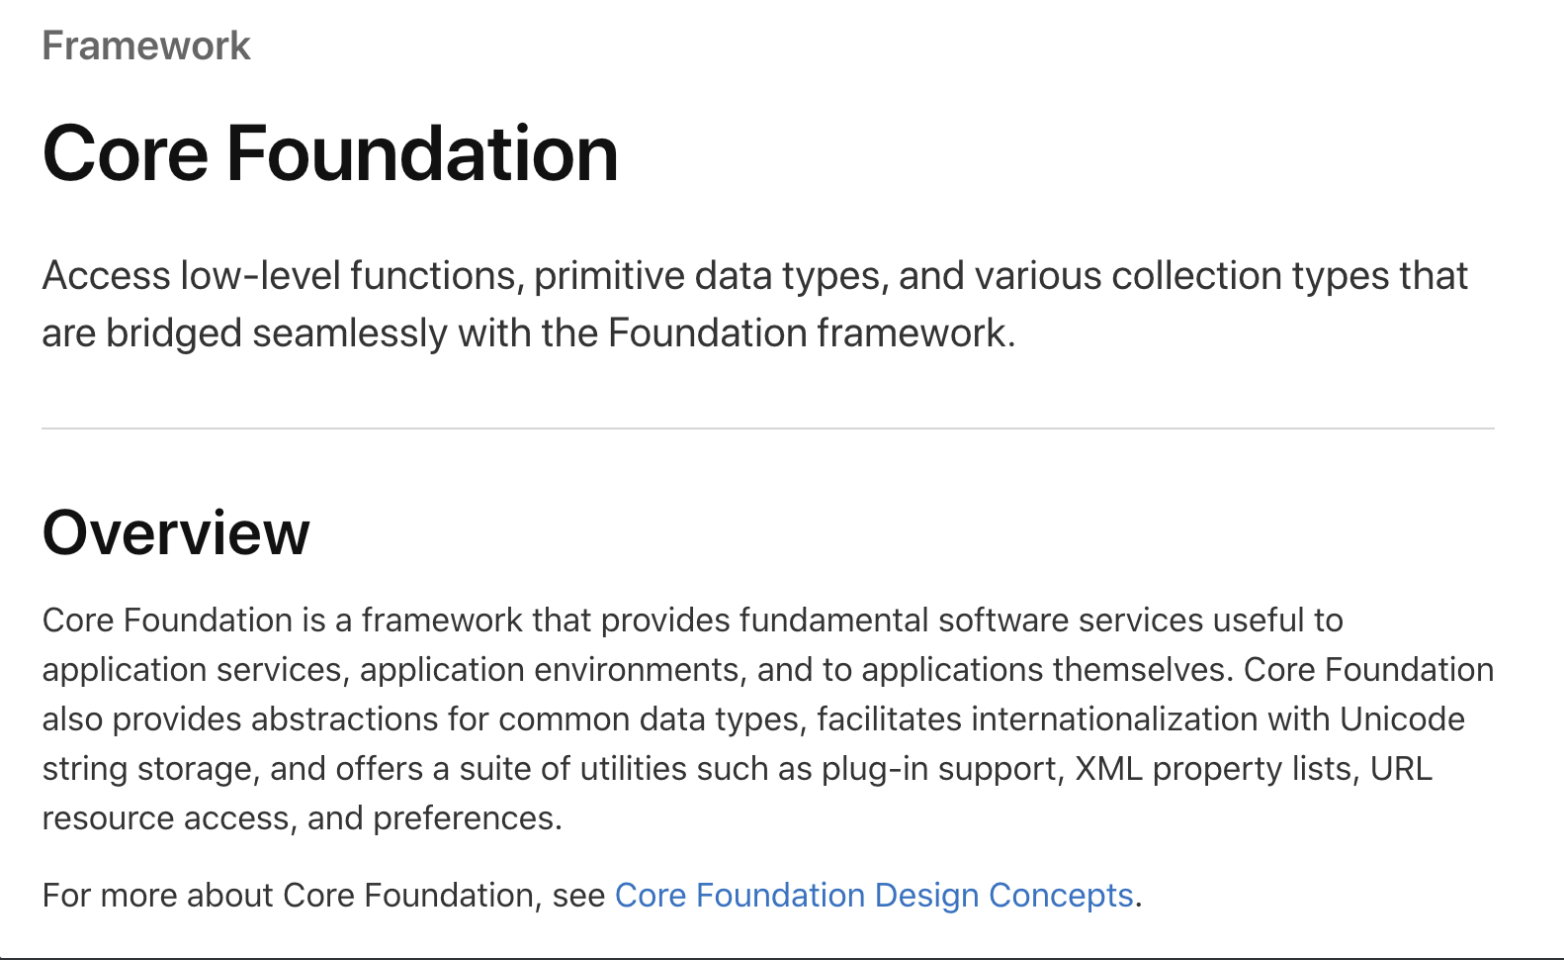 Framework
Core Foundation
Access low-level functions, primitive data types, and various collection types that
are bridged seamlessly with the Foundation framework.
Overview
Core Foundation is a framework that provides fundamental software services useful to
application services, application environments, and to applications themselves. Core Foundation
also provides abstractions for common data types, facilitates internationalization with Unicode
string storage, and offers a suite of utilities such as plug-in support, XML property lists, URL
resource access, and preferences.
For more about Core Foundation, see Core Foundation Design Concepts.